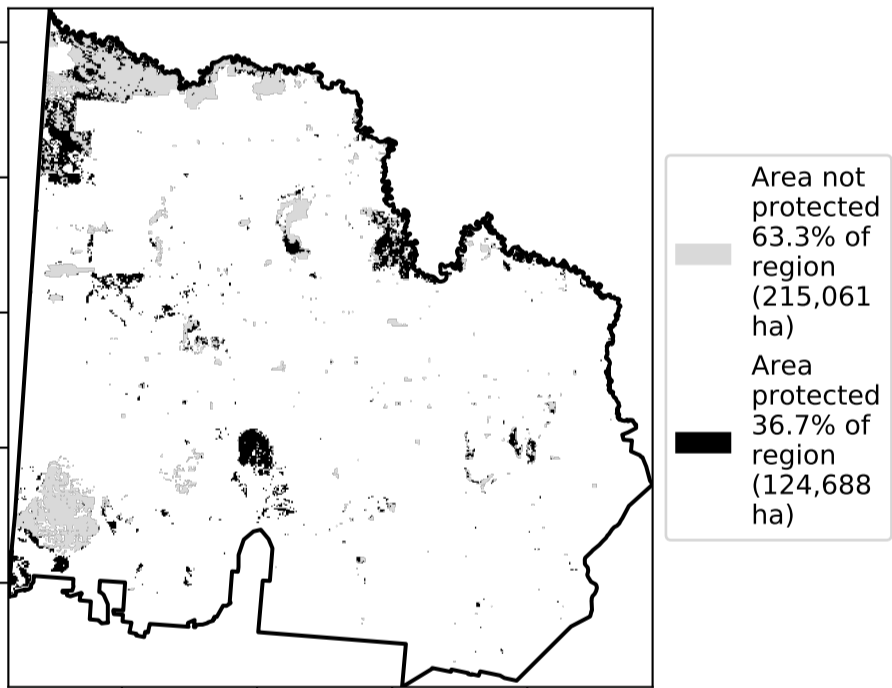 Area not
protected
63.3% of
region
(215,061
ha)
Area
protected
36.7% of
region
(124,688
ha)